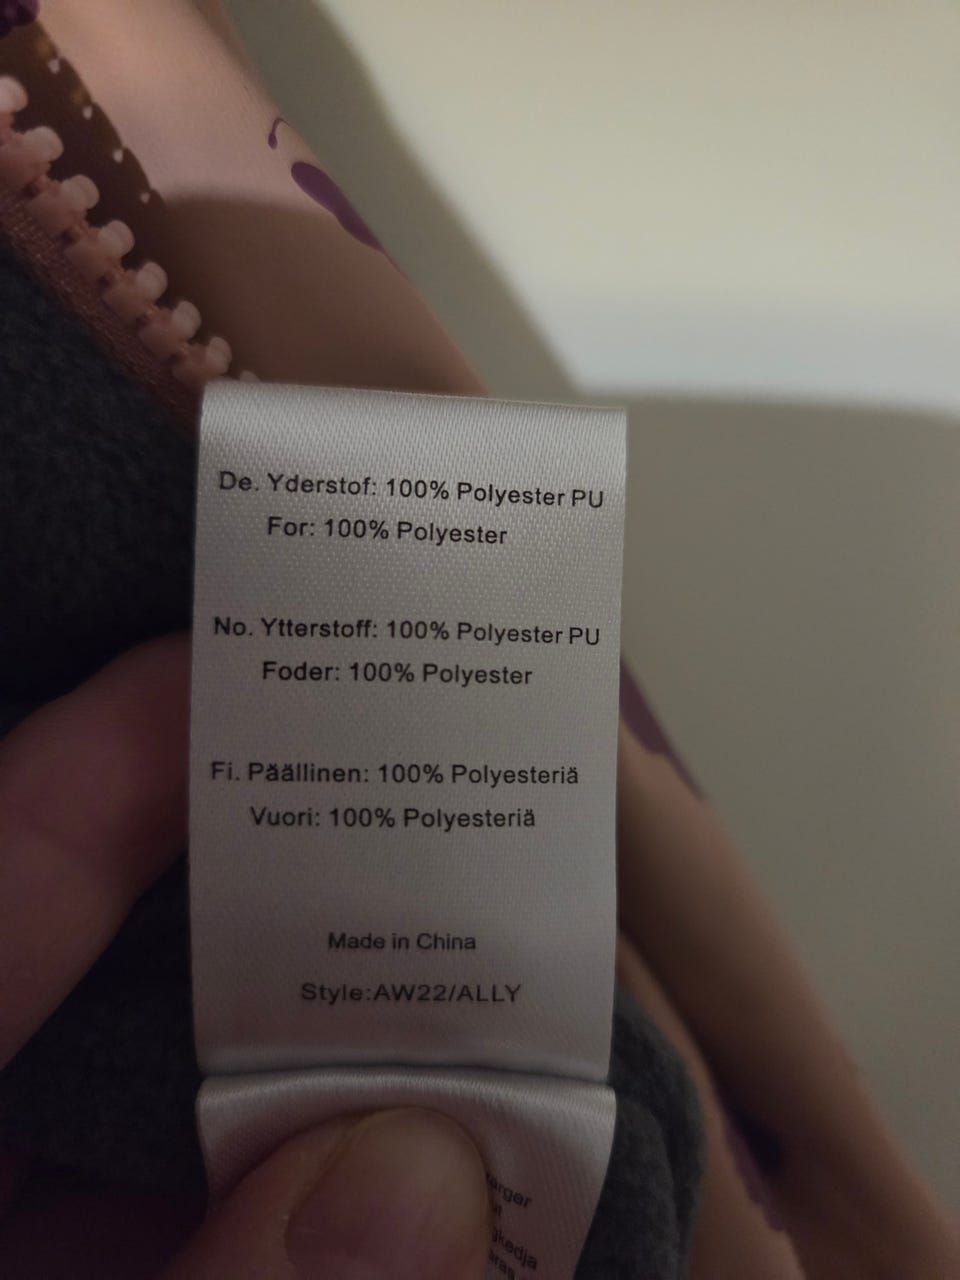 De. Yderstof: 100% Polyester PU
For: 100% Polyester
No. Ytterstoff: 100% Polyester PU
Foder: 100% Polyester
Fi. Päällinen: 100% Polyesteriä
Vuori: 100% Polyesteriä
Made in China
Style:AW22/ALLY